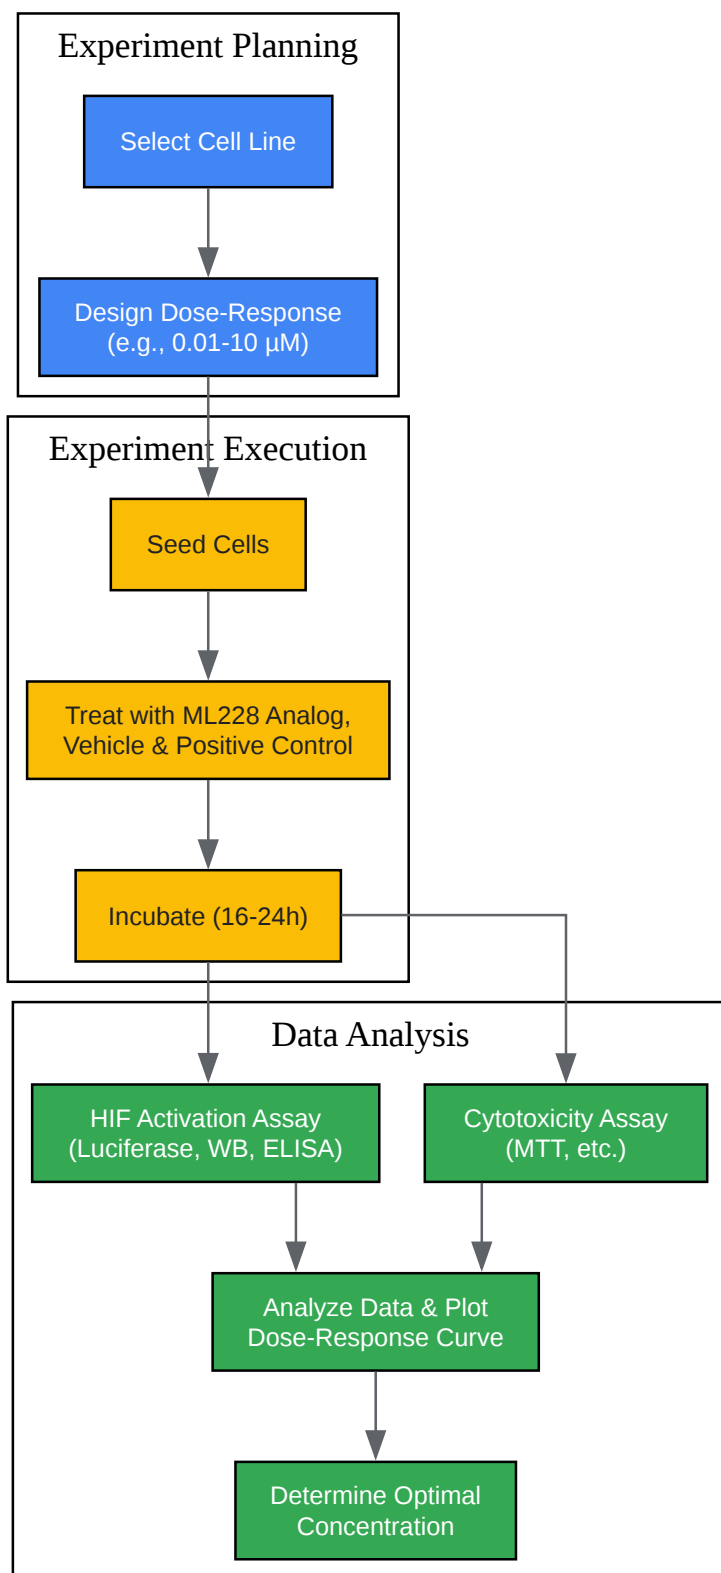 Experiment Planning
Select Cell Line
Design Dose-Response
(e.g., 0.01-10 µM)
Experiment Execution
Seed Cells
Treat with ML228 Analog,
Vehicle & Positive Control
Incubate (16-24h)
Data Analysis
HIF Activation Assay
(Luciferase, WB, ELISA)
Cytotoxicity Assay
(MTT, etc.)
Analyze Data & Plot
Dose-Response Curve
Determine Optimal
Concentration